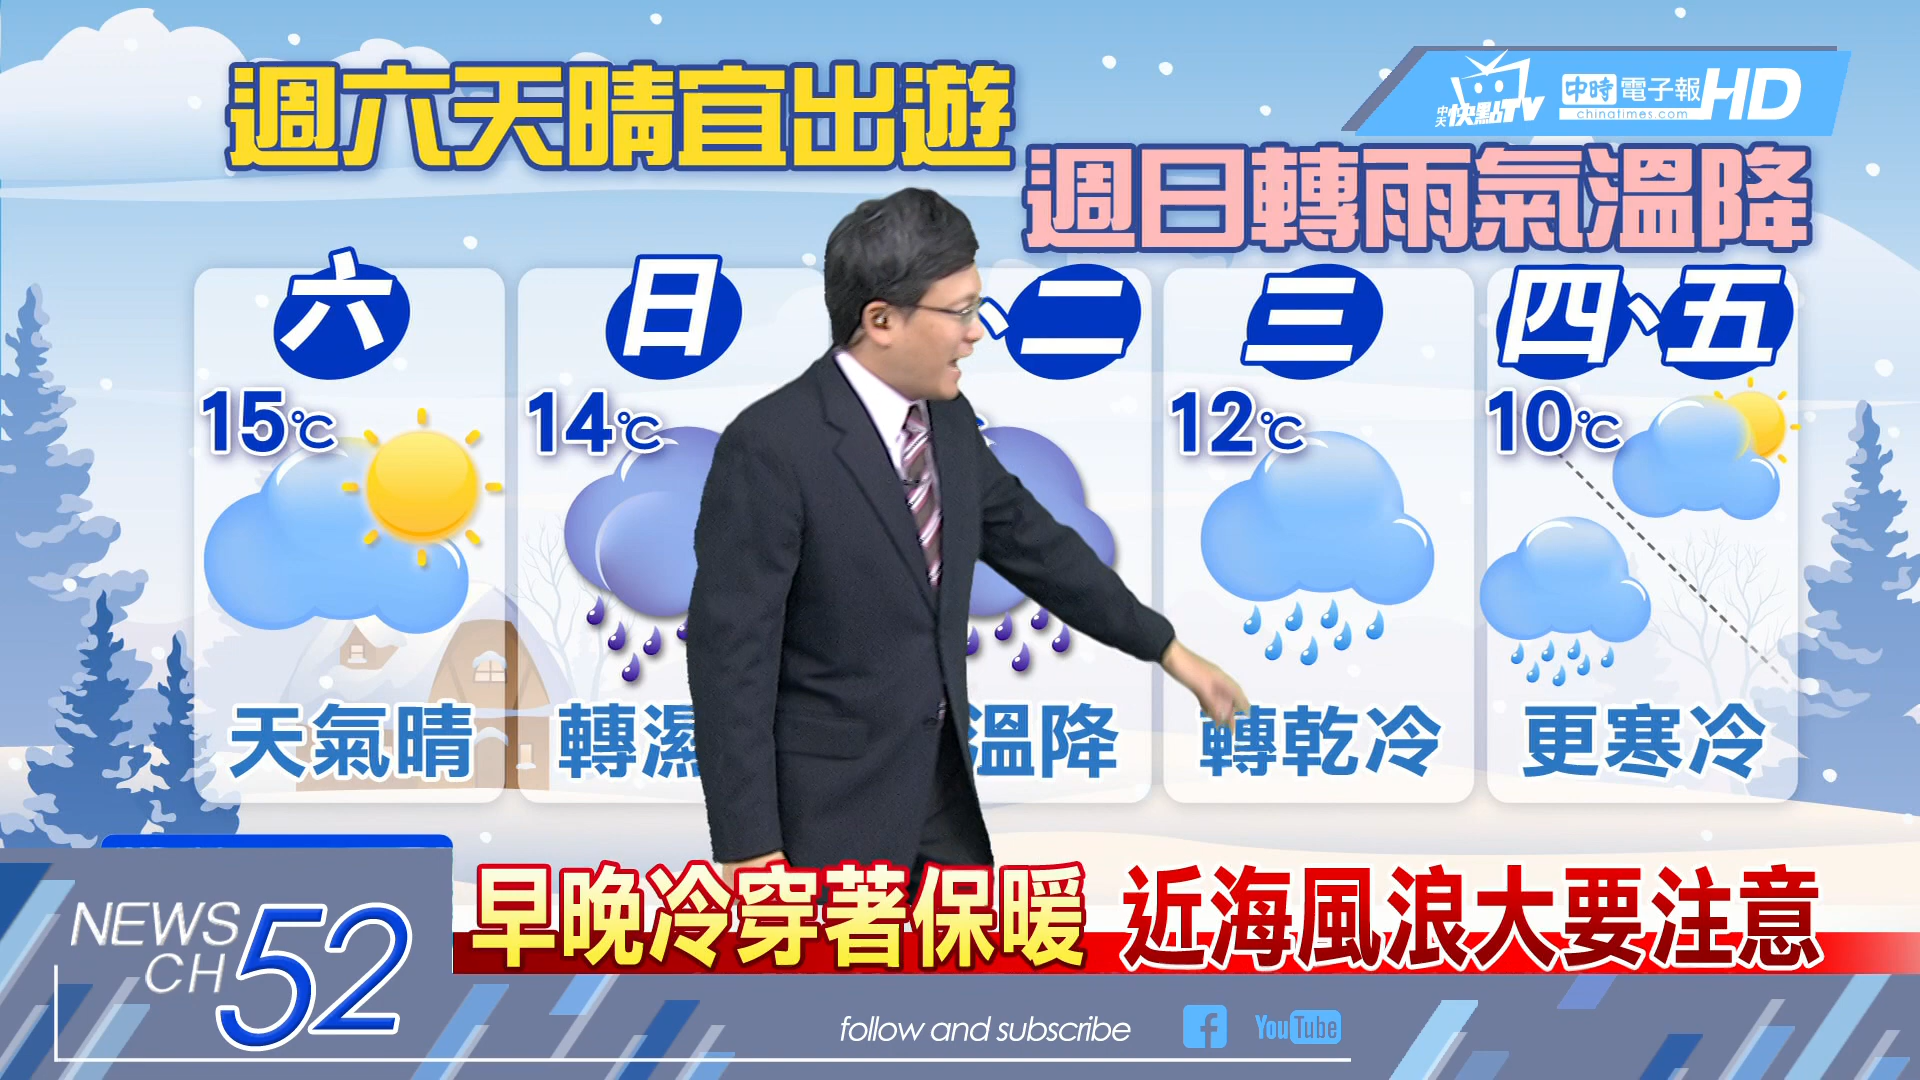 週六天晴宜出遊
中天快點TV 中時電子報 HD
chinatimes.com
週日轉雨氣溫降
六
日
、二
三
四、五
15℃
14℃
12℃
10℃
天氣晴
轉濕
溫降
轉乾冷
更寒冷
早晚冷穿著保暖 近海風浪大要注意
NEWS
CH 52
follow and subscribe
f YouTube